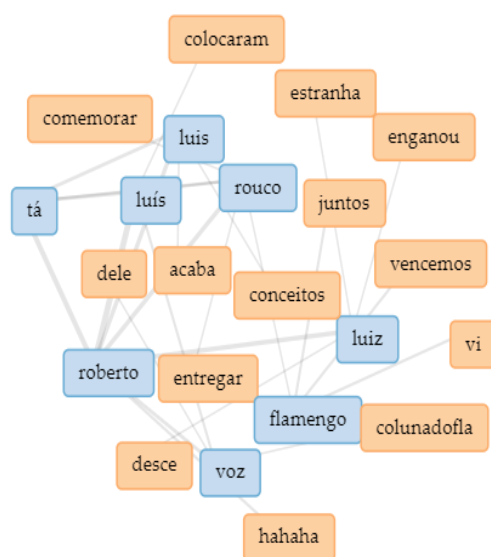 colocaram
estranha
comemorar
luis
enganou
rouco
luís
juntos
tá
dele
acaba
vencemos
conceitos
luiz
vi
roberto
entregar
flamengo
colunadofla
desce
voz
hahaha